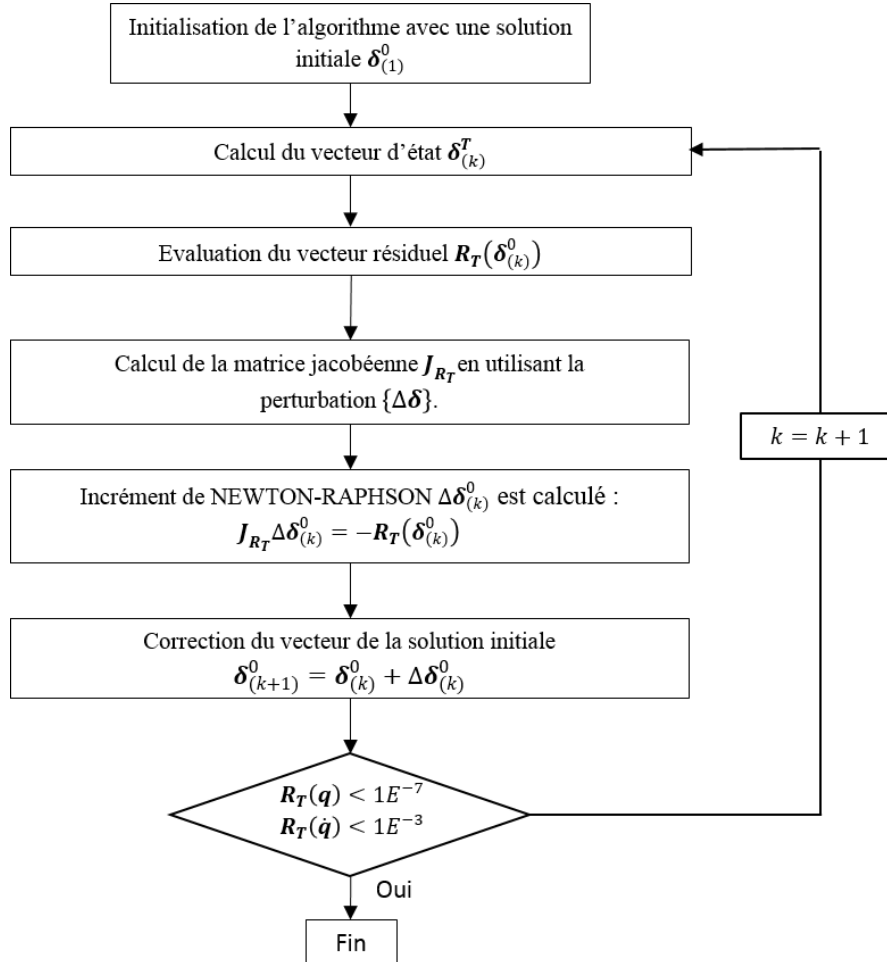 Initialisation de l'algorithme avec une solution
initiale δ⁰₍₁₎
Calcul du vecteur d'état δᵀ₍ₖ₎
Evaluation du vecteur résiduel R_T(δ⁰₍ₖ₎)
Calcul de la matrice jacobéenne J_{R_T} en utilisant la
perturbation {Δδ}.
k = k + 1
Incrément de NEWTON-RAPHSON Δδ⁰₍ₖ₎ est calculé :
J_{R_T}Δδ⁰₍ₖ₎ = −R_T(δ⁰₍ₖ₎)
Correction du vecteur de la solution initiale
δ⁰₍ₖ₊₁₎ = δ⁰₍ₖ₎ + Δδ⁰₍ₖ₎
R_T(q) < 1E⁻⁷
R_T(q̇) < 1E⁻³
Oui
Fin